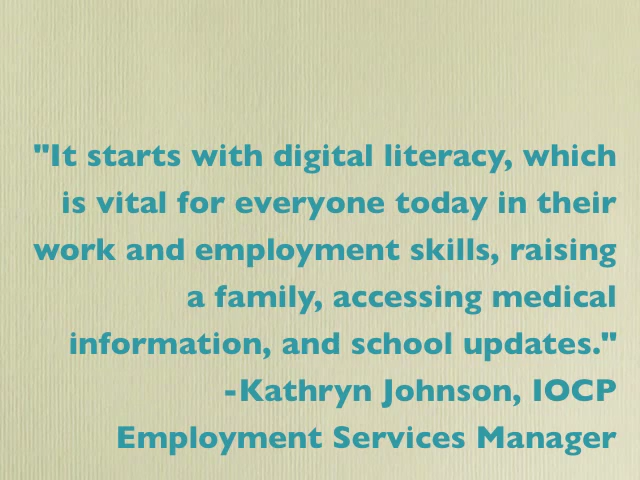 "It starts with digital literacy, which
is vital for everyone today in their
work and employment skills, raising
a family, accessing medical
information, and school updates."
-Kathryn Johnson, IOCP
Employment Services Manager